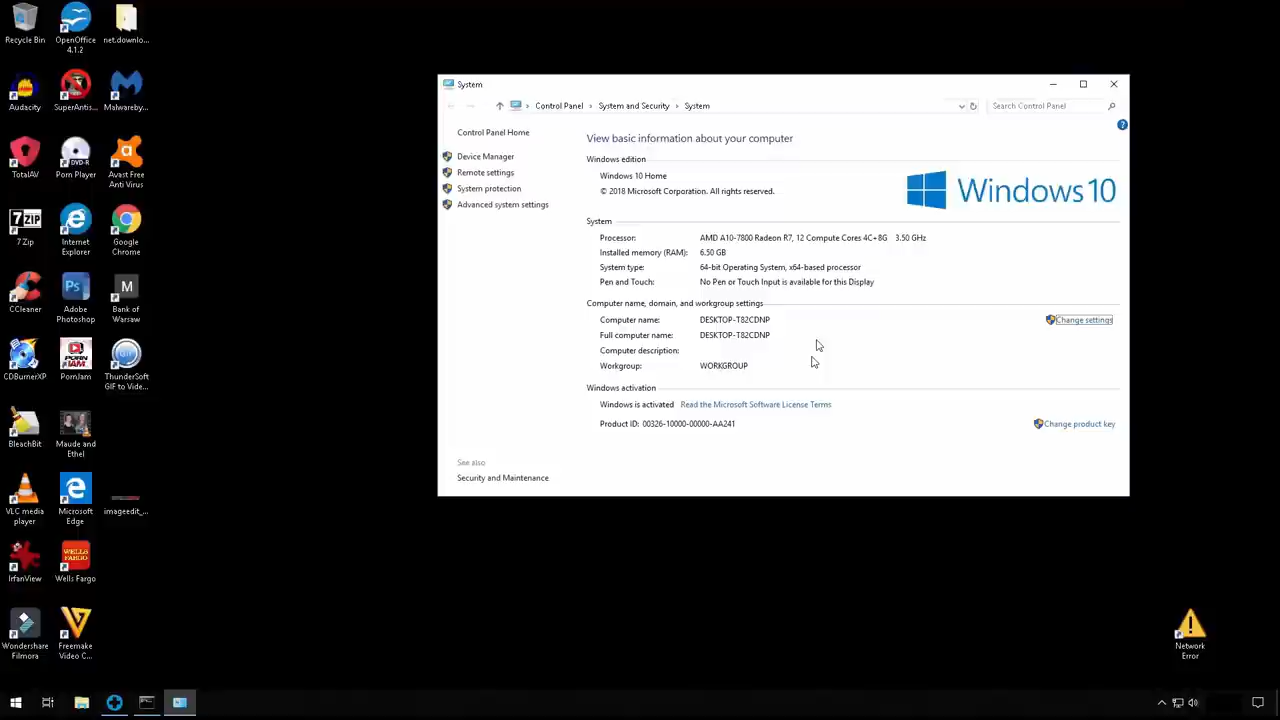 Recycle Bin
OpenOffice 4.1.2
net.downlo...
Audacity
SuperAntis...
Malwareby...
TotalAV
DVD-R
Porn Player
Avast Free Anti Virus
7ZIP
7 Zip
Internet Explorer
Google Chrome
CCleaner
Ps
Adobe Photoshop
M
Bank of Warsaw
CDBurnerXP
PORN JAM
PornJam
GIF
ThunderSoft GIF to Vide...
BleachBit
Maude and Ethel
VLC media player
Microsoft Edge
imageedit_...
IrfanView
WELLS FARGO
Wells Fargo
Wondershare Filmora
Freemake Video C...
System
Control Panel › System and Security › System
Search Control Panel
?
Control Panel Home
Device Manager
Remote settings
System protection
Advanced system settings
See also
Security and Maintenance
View basic information about your computer
Windows edition
Windows 10 Home
© 2018 Microsoft Corporation. All rights reserved.
Windows 10
System
Processor: AMD A10-7800 Radeon R7, 12 Compute Cores 4C+8G 3.50 GHz
Installed memory (RAM): 6.50 GB
System type: 64-bit Operating System, x64-based processor
Pen and Touch: No Pen or Touch Input is available for this Display
Computer name, domain, and workgroup settings
Computer name: DESKTOP-T82CDNP
Change settings
Full computer name: DESKTOP-T82CDNP
Computer description:
Workgroup: WORKGROUP
Windows activation
Windows is activated Read the Microsoft Software License Terms
Product ID: 00326-10000-00000-AA241
Change product key
Network Error